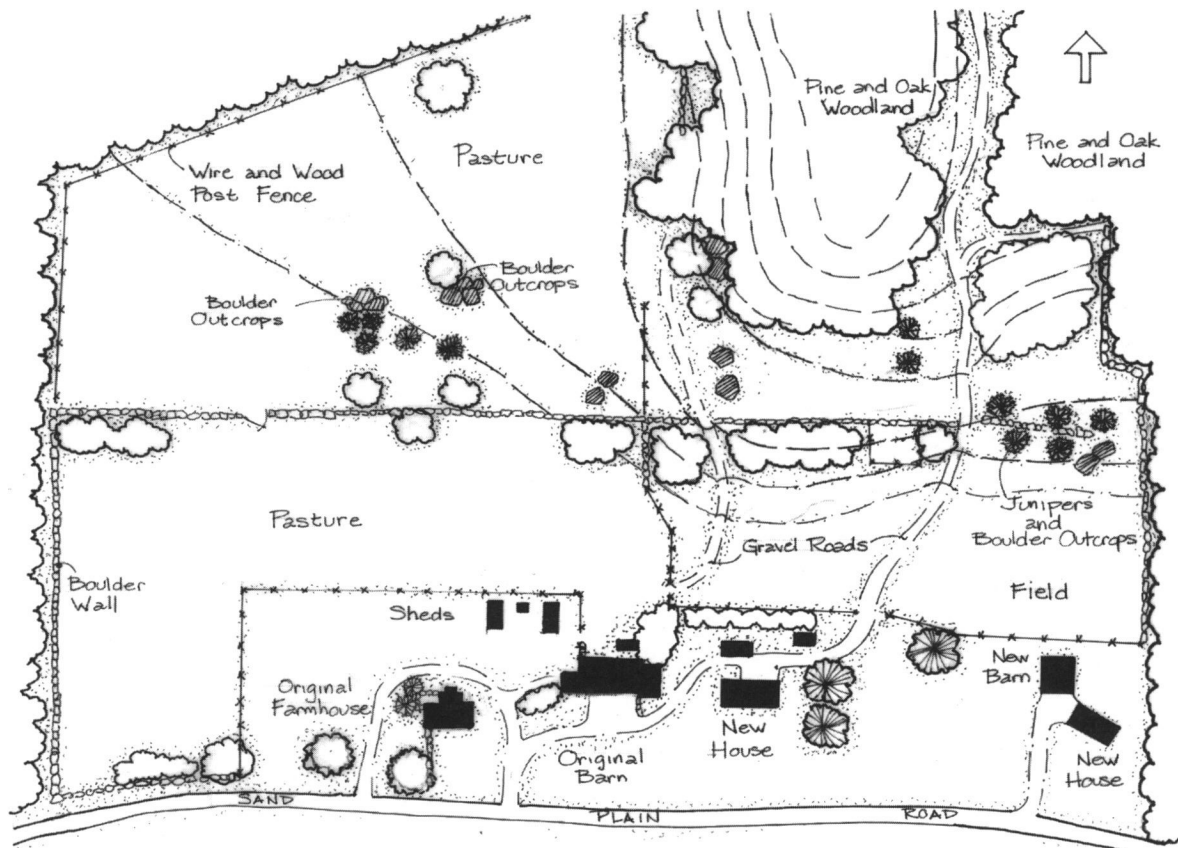 Pine and Oak
Woodland
Pine and Oak
Woodland
Pasture
Wire and Wood
Post Fence
Boulder
Outcrops
Boulder
Outcrops
Junipers
and
Boulder Outcrops
Pasture
Gravel Roads
Boulder
Wall
Sheds
Field
Original
Farmhouse
New
Barn
New
House
Original
Barn
New
House
SAND PLAIN ROAD